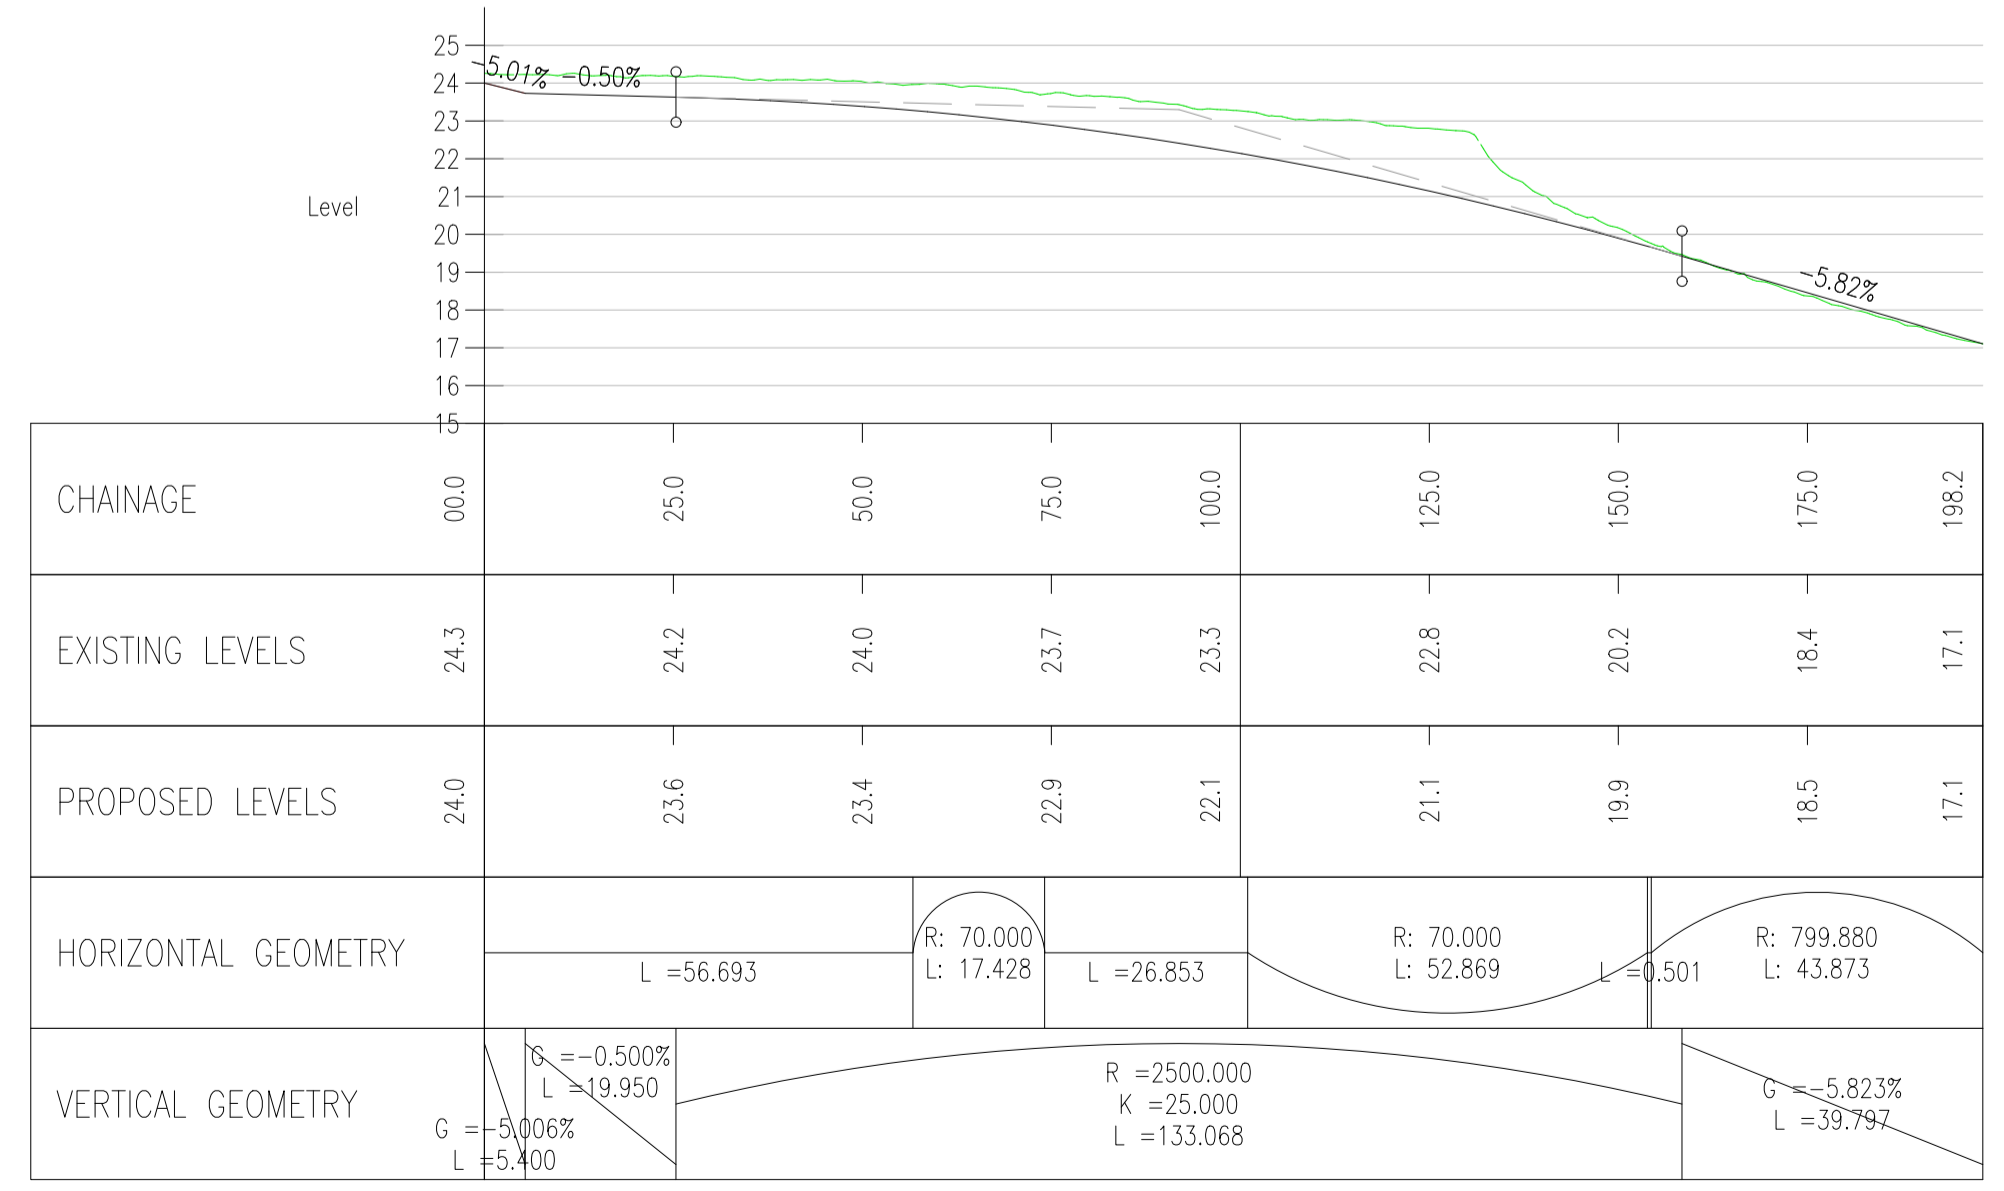 25
-5.01% -0.50%
24
23
22
21
Level
20
19
-5.82%
18
17
16
15
CHAINAGE 00.0 25.0 50.0 75.0 100.0 125.0 150.0 175.0 198.2
EXISTING LEVELS 24.3 24.2 24.0 23.7 23.3 22.8 20.2 18.4 17.1
PROPOSED LEVELS 24.0 23.6 23.4 22.9 22.1 21.1 19.9 18.5 17.1
HORIZONTAL GEOMETRY
L =56.693
R: 70.000
L: 17.428
L =26.853
R: 70.000
L: 52.869
L =0.501
R: 799.880
L: 43.873
VERTICAL GEOMETRY
G =-5.006%
L =5.400
G =-0.500%
L =19.950
R =2500.000
K =25.000
L =133.068
G =-5.823%
L =39.797